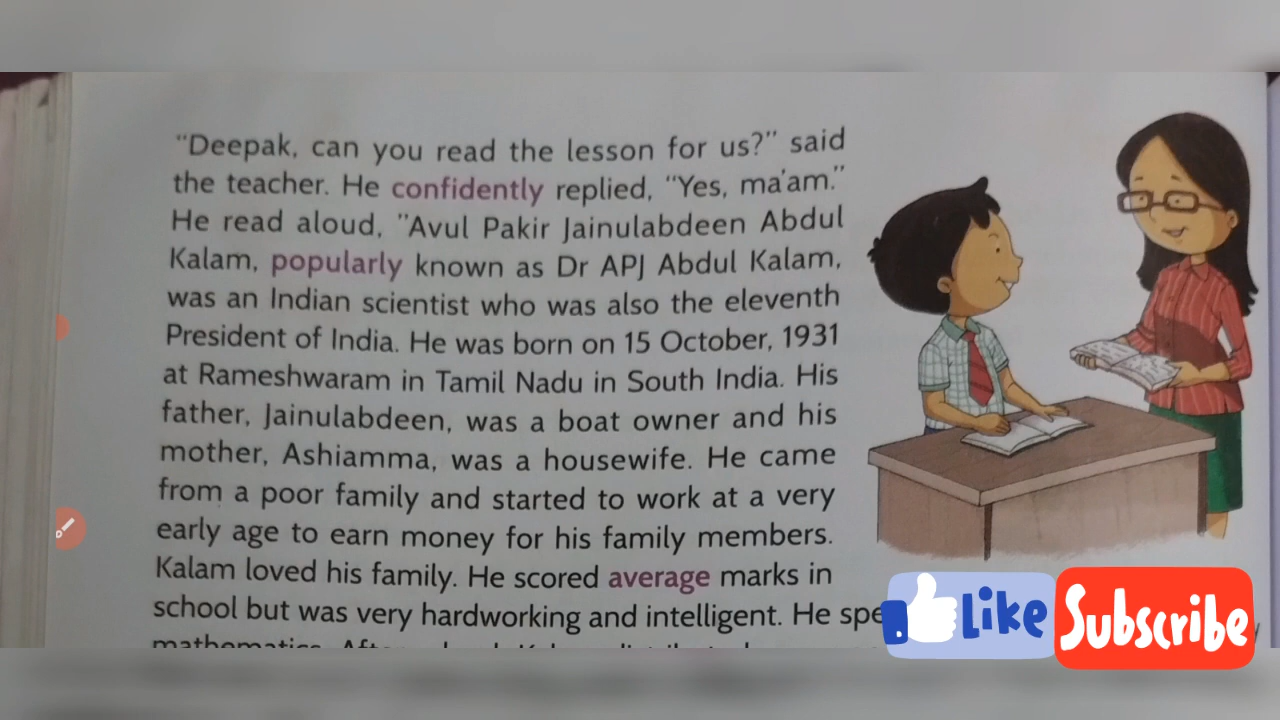 “Deepak, can you read the lesson for us?” said
the teacher. He confidently replied, “Yes, ma'am.”
He read aloud, ”Avul Pakir Jainulabdeen Abdul
Kalam, popularly known as Dr APJ Abdul Kalam,
was an Indian scientist who was also the eleventh
President of India. He was born on 15 October, 1931
at Rameshwaram in Tamil Nadu in South India. His
father, Jainulabdeen, was a boat owner and his
mother, Ashiamma, was a housewife. He came
from a poor family and started to work at a very
early age to earn money for his family members.
Kalam loved his family. He scored average marks in
school but was very hardworking and intelligent. He
Like
Subscribe